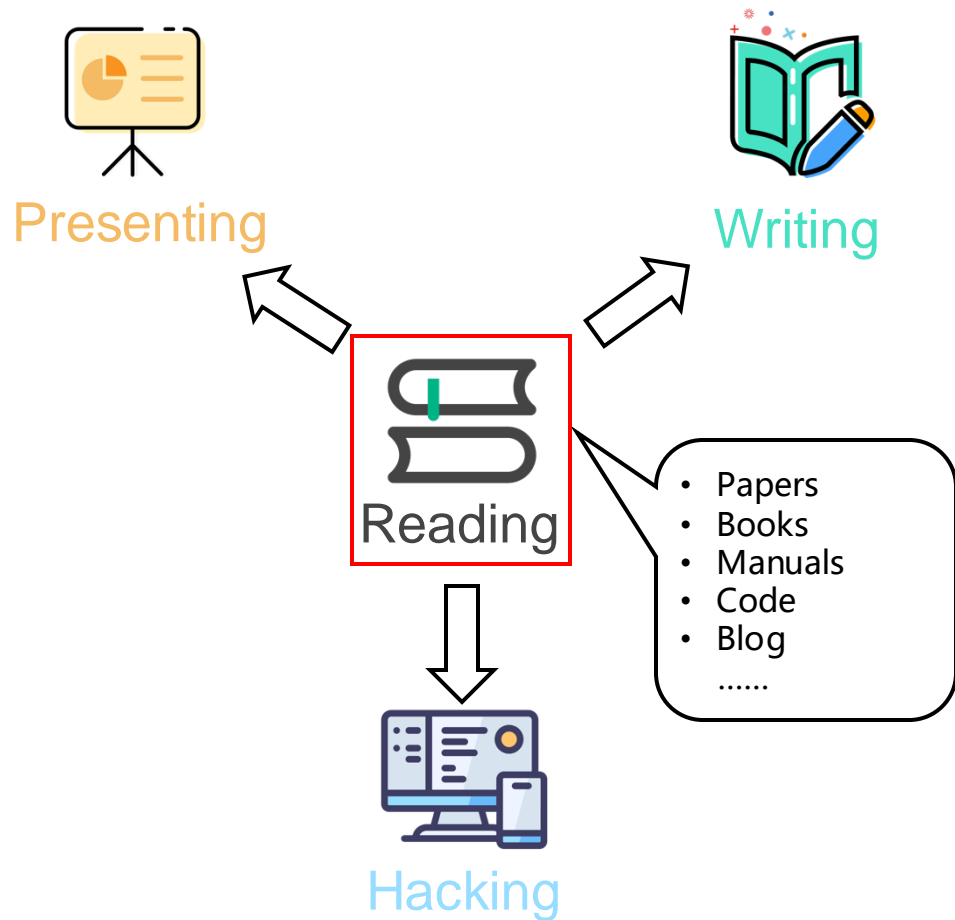 Presenting
Writing
Reading
• Papers
• Books
• Manuals
• Code
• Blog
......
Hacking